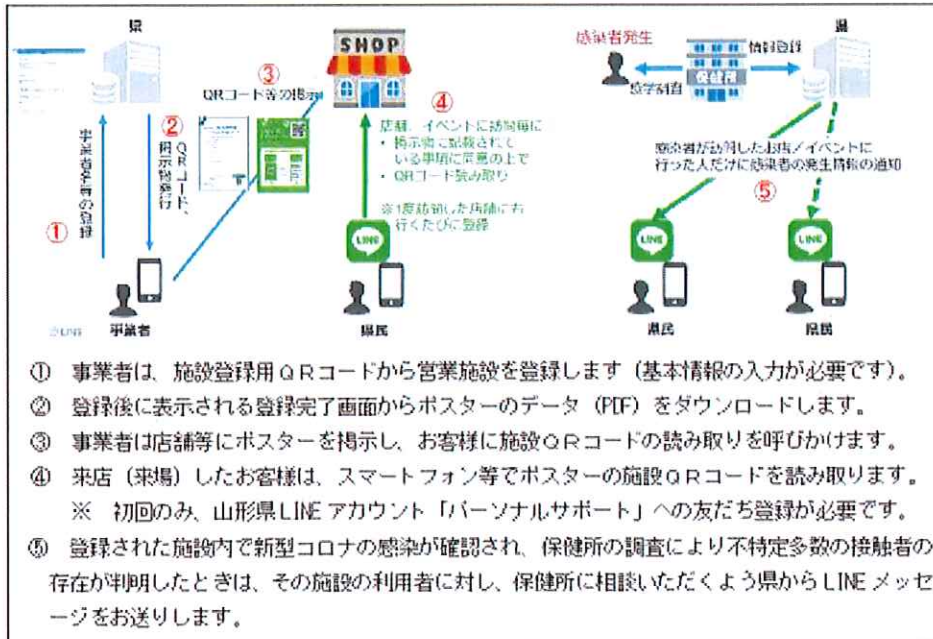 県
事業者名等の登録
①
②
QRコード、
掲示物発行
事業者
③
QRコード等の掲示
SHOP
④
店舗、イベントに訪問毎に
・ 掲示物に記載されて
いる事項に同意の上で
・ QRコード読み取り
※1度訪問した店舗にも
行くたびに登録
LINE
県民
感染者発生
疫学調査
保健所
情報登録
県
感染者が訪問したお店/イベントに
行った人だけに感染者の発生情報の通知
⑤
LINE
LINE
県民
県民
① 事業者は、施設登録用QRコードから営業施設を登録します(基本情報の入力が必要です)。
② 登録後に表示される登録完了画面からポスターのデータ(PDF)をダウンロードします。
③ 事業者は店舗等にポスターを掲示し、お客様に施設QRコードの読み取りを呼びかけます。
④ 来店(来場)したお客様は、スマートフォン等でポスターの施設QRコードを読み取ります。
※ 初回のみ、山形県LINEアカウント「パーソナルサポート」への友だち登録が必要です。
⑤ 登録された施設内で新型コロナの感染が確認され、保健所の調査により不特定多数の接触者の
存在が判明したときは、その施設の利用者に対し、保健所に相談いただくよう県からLINEメッセ
ージをお送りします。